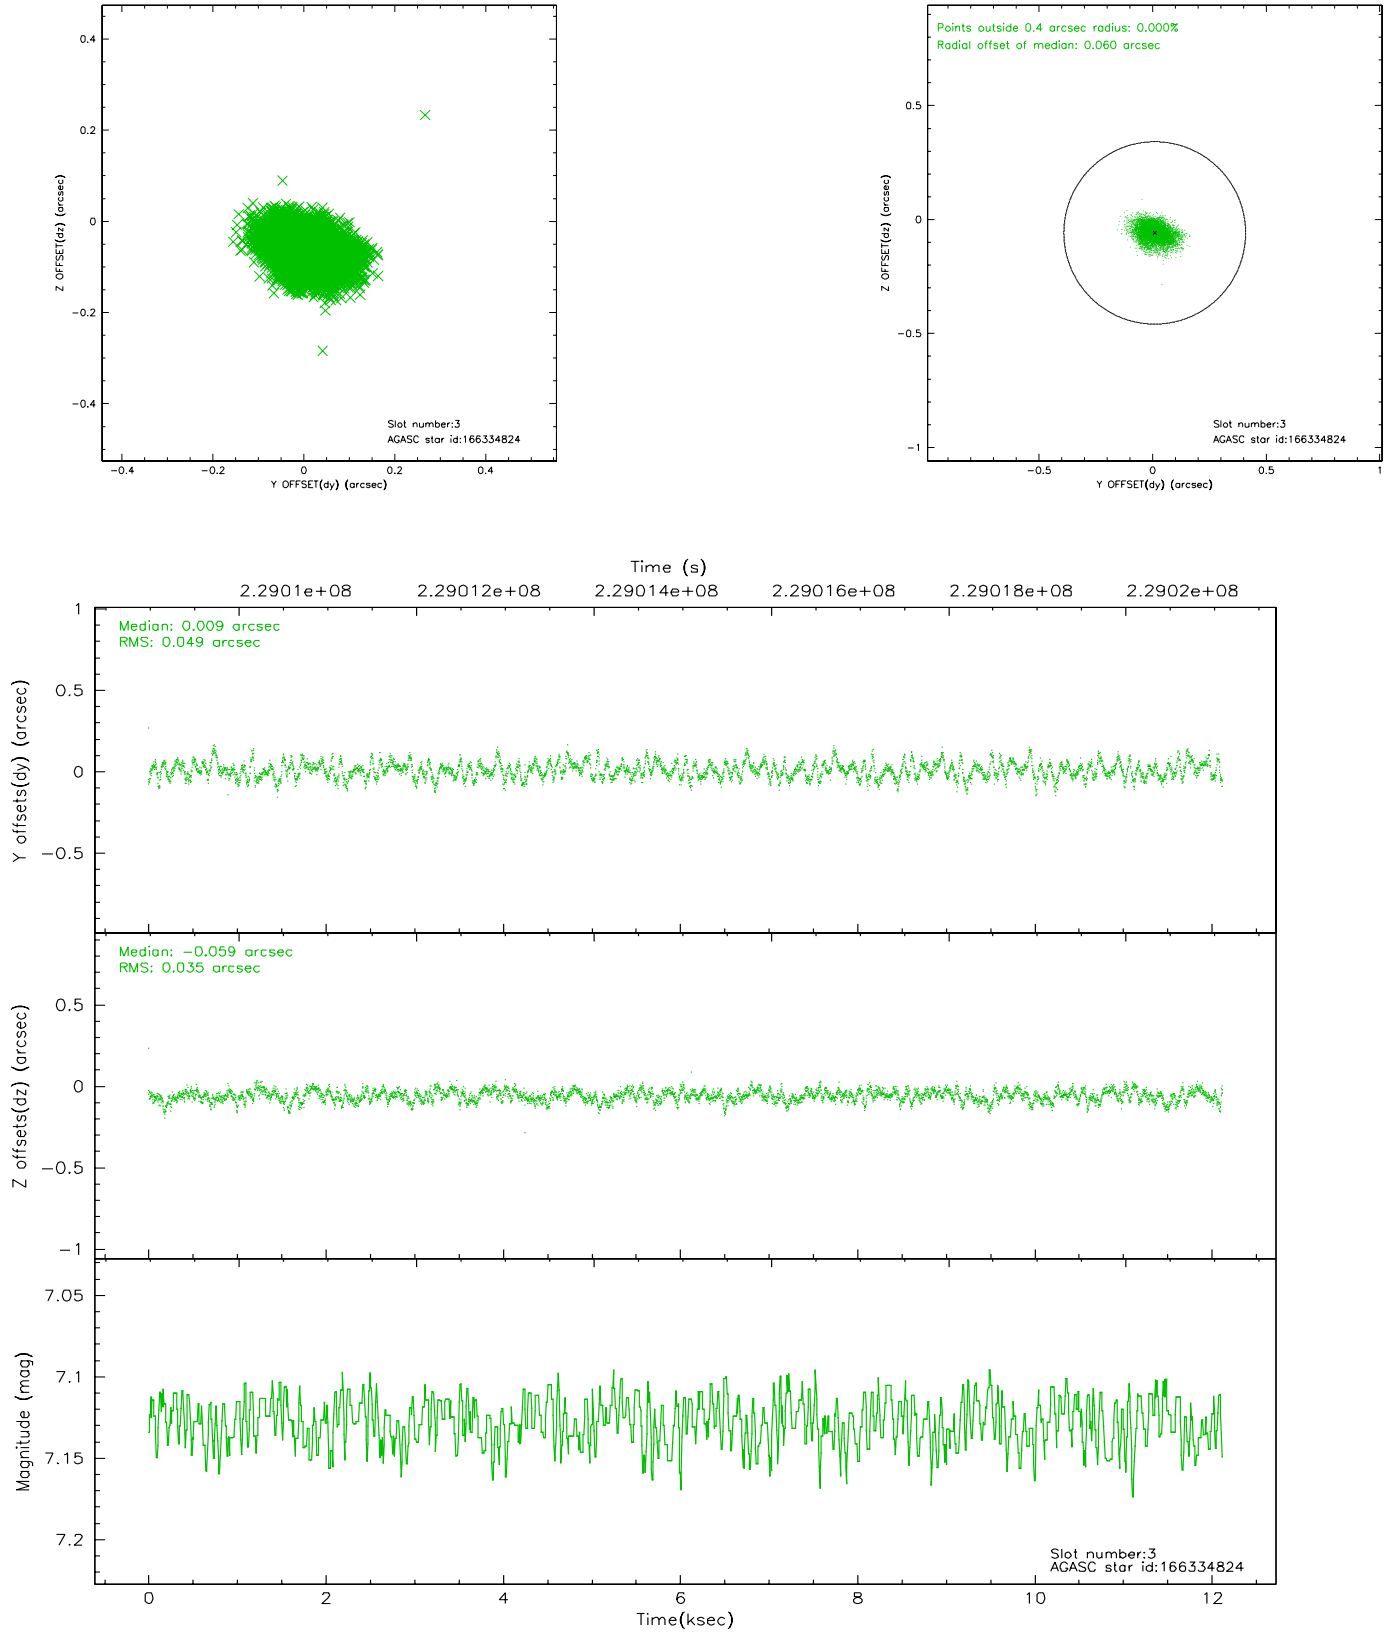 0.4
0.2
0
−0.2
−0.4
Z OFFSET(dz) (arcsec)
−0.4 −0.2 0 0.2 0.4
Y OFFSET(dy) (arcsec)
Slot number:3
AGASC star id:166334824
Points outside 0.4 arcsec radius: 0.000%
Radial offset of median: 0.060 arcsec
0.5
0
−0.5
−1
Z OFFSET(dz) (arcsec)
−0.5 0 0.5 1
Y OFFSET(dy) (arcsec)
Slot number:3
AGASC star id:166334824
Time (s)
2.2901e+08 2.29012e+08 2.29014e+08 2.29016e+08 2.29018e+08 2.2902e+08
Median: 0.009 arcsec
RMS: 0.049 arcsec
1
0.5
0
−0.5
Y offsets(dy) (arcsec)
Median: −0.059 arcsec
RMS: 0.035 arcsec
0.5
0
−0.5
−1
Z offsets(dz) (arcsec)
7.05
7.1
7.15
7.2
Magnitude (mag)
Slot number:3
AGASC star id:166334824
0 2 4 6 8 10 12
Time(ksec)